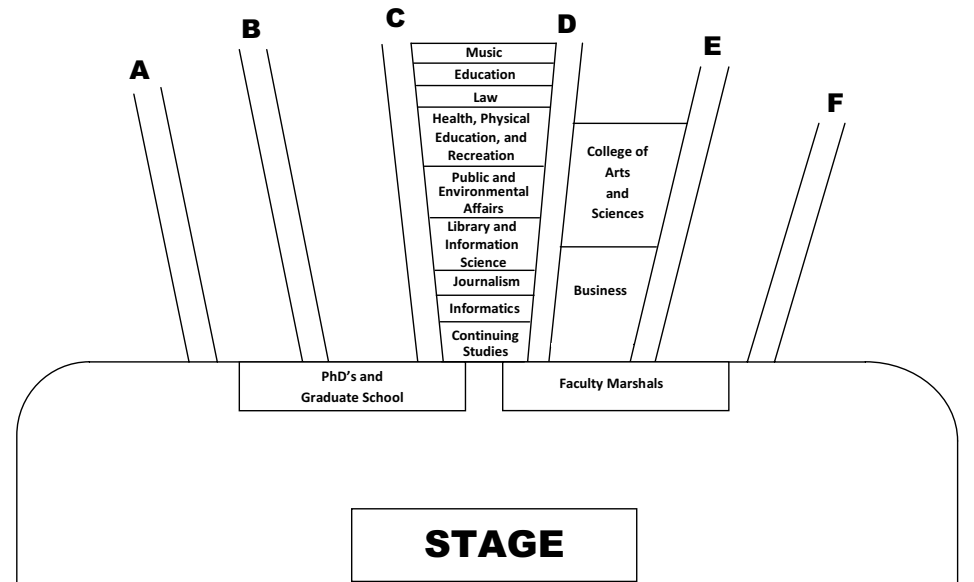 A
B
C
D
E
F
Music
Education
Law
Health, Physical
Education, and
Recreation
Public and
Environmental
Affairs
Library and
Information
Science
Journalism
Informatics
Continuing
Studies
College of
Arts
and
Sciences
Business
PhD's and
Graduate School
Faculty Marshals
STAGE